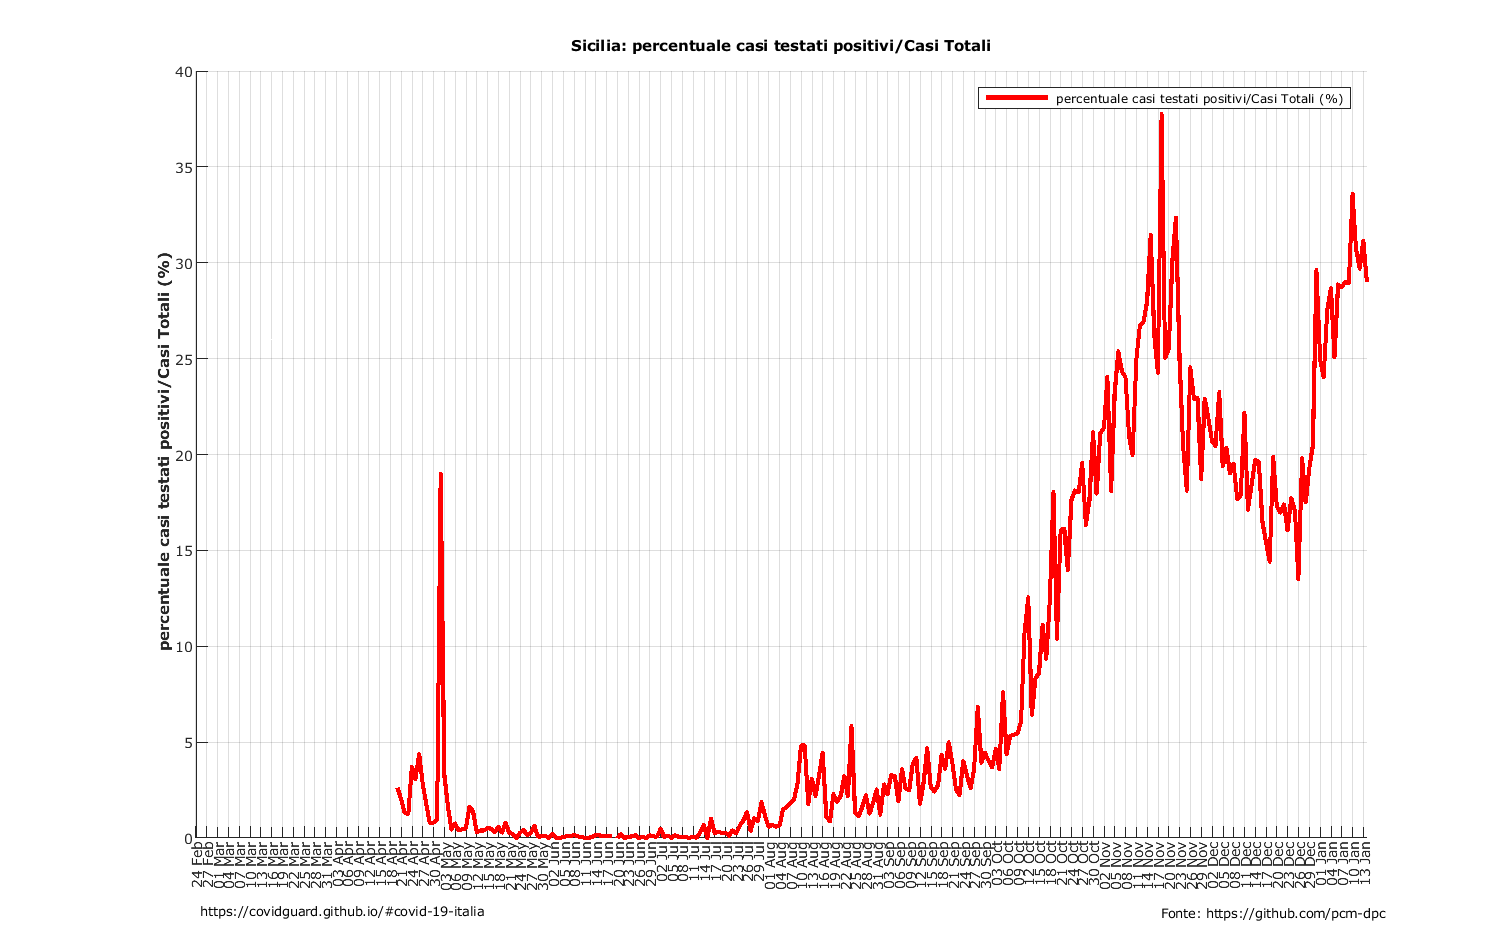 Sicilia: percentuale casi testati positivi/Casi Totali
percentuale casi testati positivi/Casi Totali (%)
percentuale casi testati positivi/Casi Totali (%)
40
35
30
25
20
15
10
5
0
24 Feb
27 Feb
01 Mar
04 Mar
07 Mar
10 Mar
13 Mar
16 Mar
19 Mar
22 Mar
25 Mar
28 Mar
31 Mar
03 Apr
06 Apr
09 Apr
12 Apr
15 Apr
18 Apr
21 Apr
24 Apr
27 Apr
30 Apr
03 May
06 May
09 May
12 May
15 May
18 May
21 May
24 May
27 May
30 May
02 Jun
05 Jun
08 Jun
11 Jun
14 Jun
17 Jun
20 Jun
23 Jun
26 Jun
29 Jun
02 Jul
05 Jul
08 Jul
11 Jul
14 Jul
17 Jul
20 Jul
23 Jul
26 Jul
29 Jul
01 Aug
04 Aug
07 Aug
10 Aug
13 Aug
16 Aug
19 Aug
22 Aug
25 Aug
28 Aug
31 Aug
03 Sep
06 Sep
09 Sep
12 Sep
15 Sep
18 Sep
21 Sep
24 Sep
27 Sep
30 Sep
03 Oct
06 Oct
09 Oct
12 Oct
15 Oct
18 Oct
21 Oct
24 Oct
27 Oct
30 Oct
02 Nov
05 Nov
08 Nov
11 Nov
14 Nov
17 Nov
20 Nov
23 Nov
26 Nov
29 Nov
02 Dec
05 Dec
08 Dec
11 Dec
14 Dec
17 Dec
20 Dec
23 Dec
26 Dec
29 Dec
01 Jan
04 Jan
07 Jan
10 Jan
13 Jan
https://covidguard.github.io/#covid-19-italia
Fonte: https://github.com/pcm-dpc